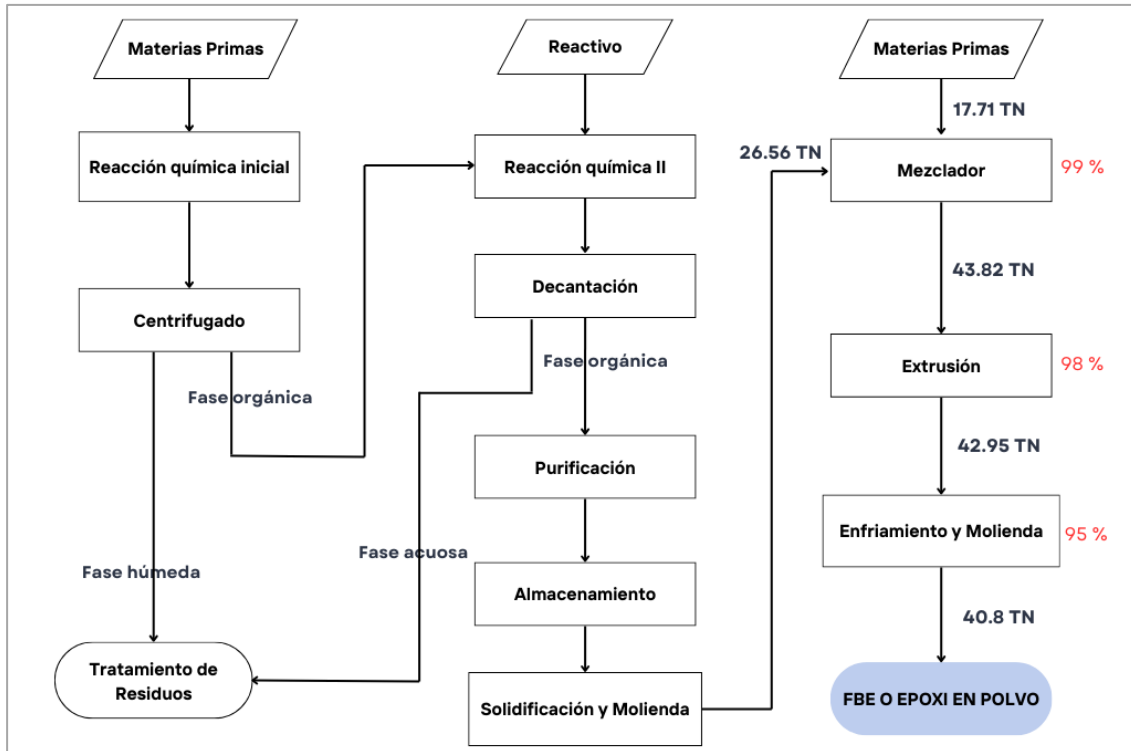 Materias Primas
Reactivo
Materias Primas
17.71 TN
Reacción química inicial
Reacción química II
26.56 TN
Mezclador
99 %
43.82 TN
Centrifugado
Decantación
Fase orgánica
Fase orgánica
Extrusión
98 %
42.95 TN
Purificación
Enfriamiento y Molienda
95 %
Fase húmeda
Fase acuosa
Almacenamiento
40.8 TN
Tratamiento de
Residuos
Solidificación y Molienda
FBE O EPOXI EN POLVO